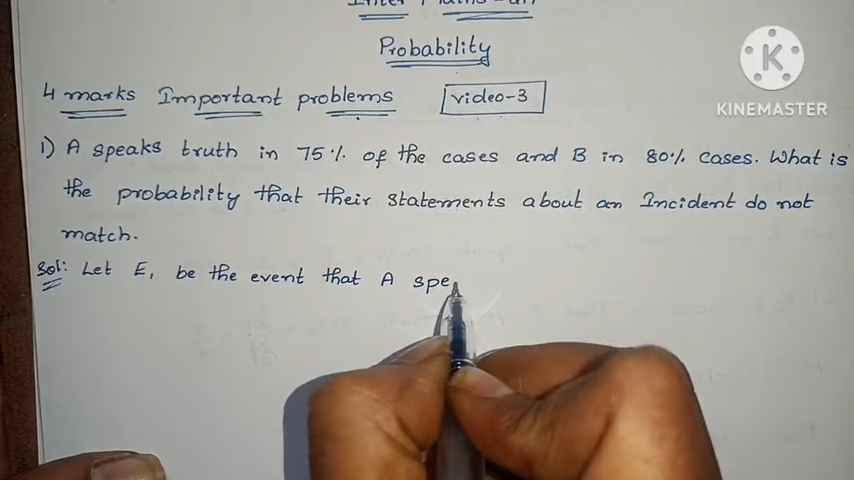 Probability
4 marks Important problems video-3
K
KINEMASTER
1) A speaks truth in 75% of the cases and B in 80% cases. What is
the probability that their statements about an Incident do not
match.
Sol: Let E, be the event that A spe